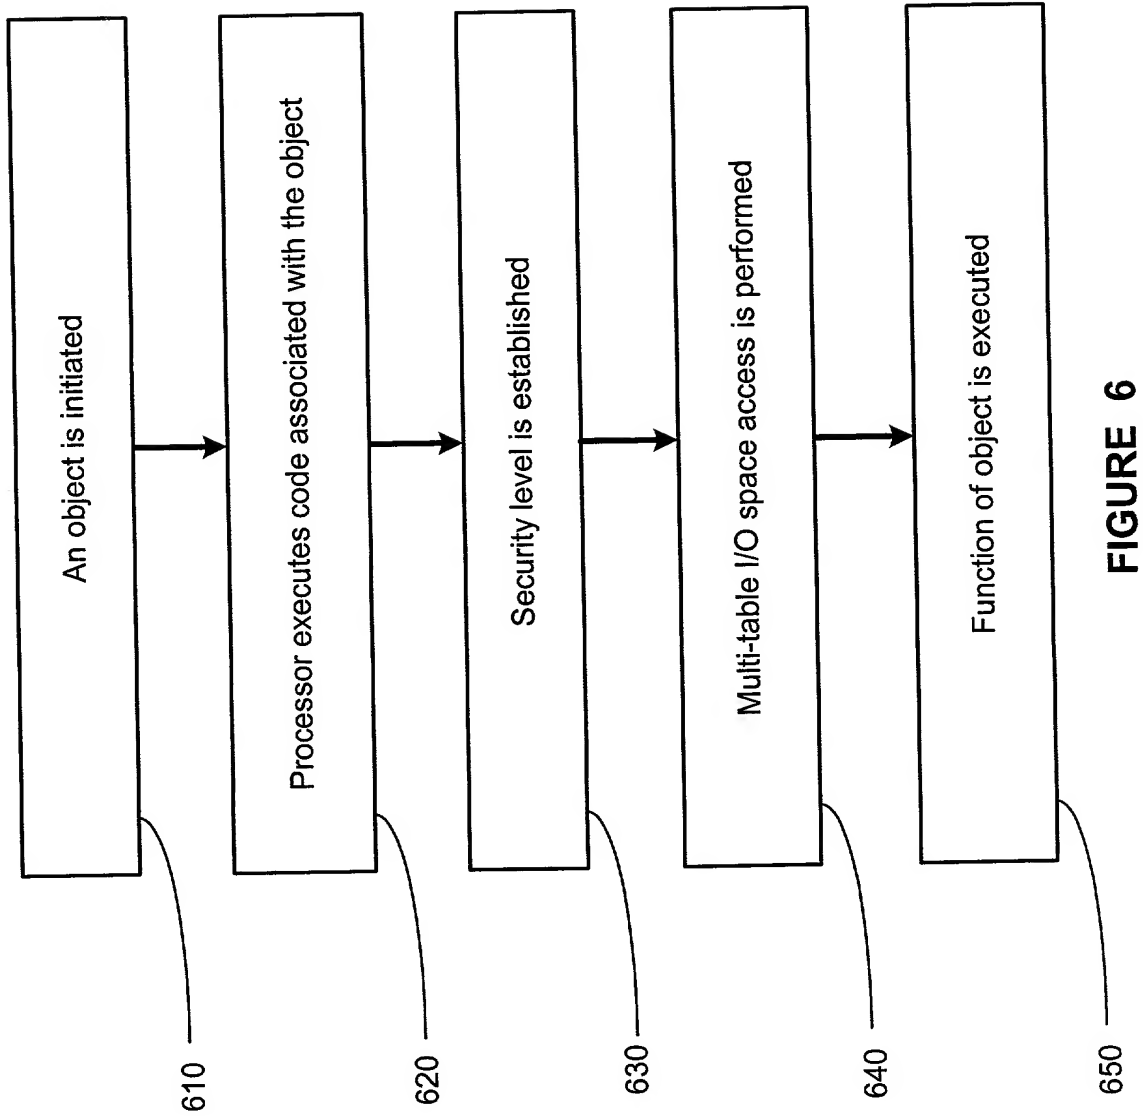 An object is initiated
610
Processor executes code associated with the object
620
Security level is established
630
Multi-table I/O space access is performed
640
Function of object is executed
650
FIGURE 6